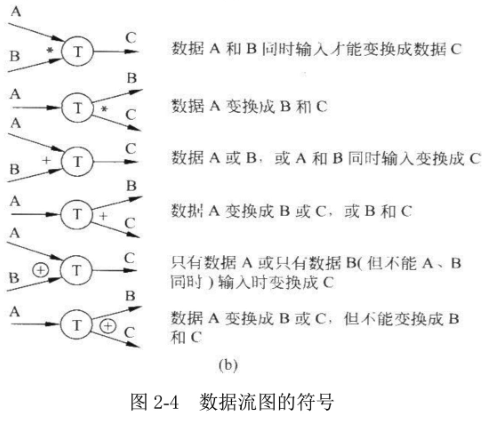 A
B
*
T
C
数据 A 和 B 同时输入才能变换成数据 C
A
T
*
B
C
数据 A 变换成 B 和 C
A
B
+
T
C
数据 A 或 B，或 A 和 B 同时输入变换成 C
A
T
+
B
C
数据 A 变换成 B 或 C，或 B 和 C
A
B
⊕
T
C
只有数据 A 或只有数据 B(但不能 A、B
同时)输入时变换成 C
A
T
⊕
B
C
数据 A 变换成 B 或 C，但不能变换成 B
和 C
(b)
图 2-4 数据流图的符号